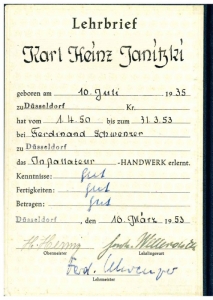 Lehrbrief
Karl Heinz Janitzki
geboren am 10. Juli 1935
zu Düsseldorf Kr.
hat vom 1.4.50 bis zum 31.3.53
bei Ferdinand Schwenzer
zu Düsseldorf
das Installateur -HANDWERK erlernt.
Kenntnisse: gut
Fertigkeiten: gut
Betragen: gut
Düsseldorf, den 10. März 1953
Obermeister Lehrlingswart
Ferd. Schwenzer
Lehrmeister